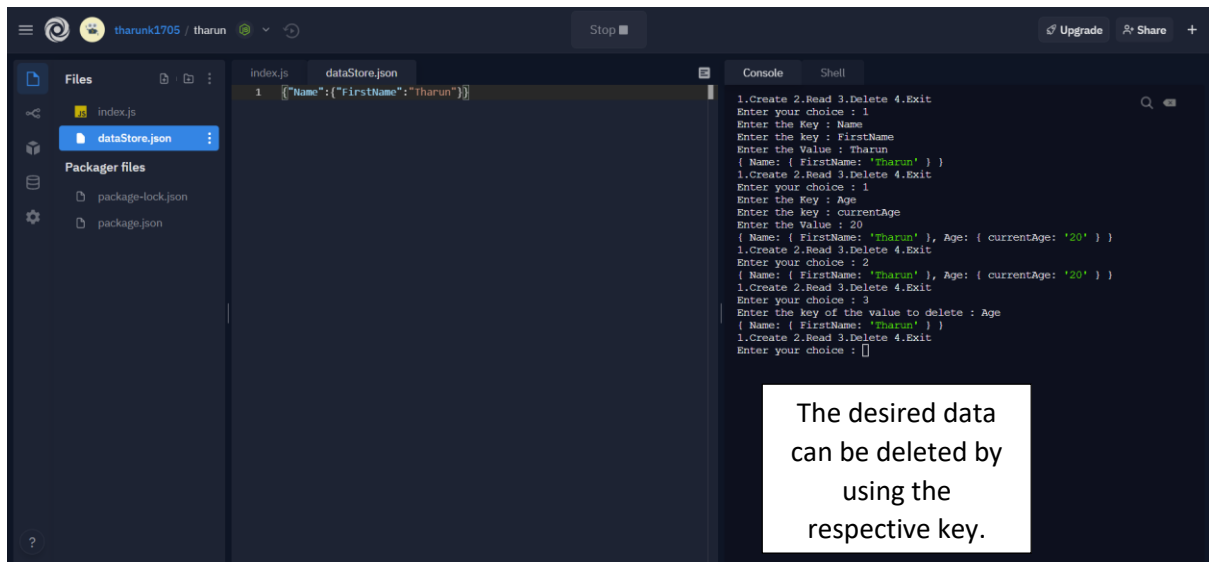 tharunk1705 / tharun
Stop
Upgrade
Share
Files
index.js
dataStore.json
Packager files
package-lock.json
package.json
?
index.js dataStore.json
1 {"Name":{"FirstName":"Tharun"}}
Console Shell
1.Create 2.Read 3.Delete 4.Exit
Enter your choice : 1
Enter the Key : Name
Enter the key : FirstName
Enter the Value : Tharun
{ Name: { FirstName: 'Tharun' } }
1.Create 2.Read 3.Delete 4.Exit
Enter your choice : 1
Enter the Key : Age
Enter the key : currentAge
Enter the Value : 20
{ Name: { FirstName: 'Tharun' }, Age: { currentAge: '20' } }
1.Create 2.Read 3.Delete 4.Exit
Enter your choice : 2
{ Name: { FirstName: 'Tharun' }, Age: { currentAge: '20' } }
1.Create 2.Read 3.Delete 4.Exit
Enter your choice : 3
Enter the key of the value to delete : Age
{ Name: { FirstName: 'Tharun' } }
1.Create 2.Read 3.Delete 4.Exit
Enter your choice :
The desired data
can be deleted by
using the
respective key.